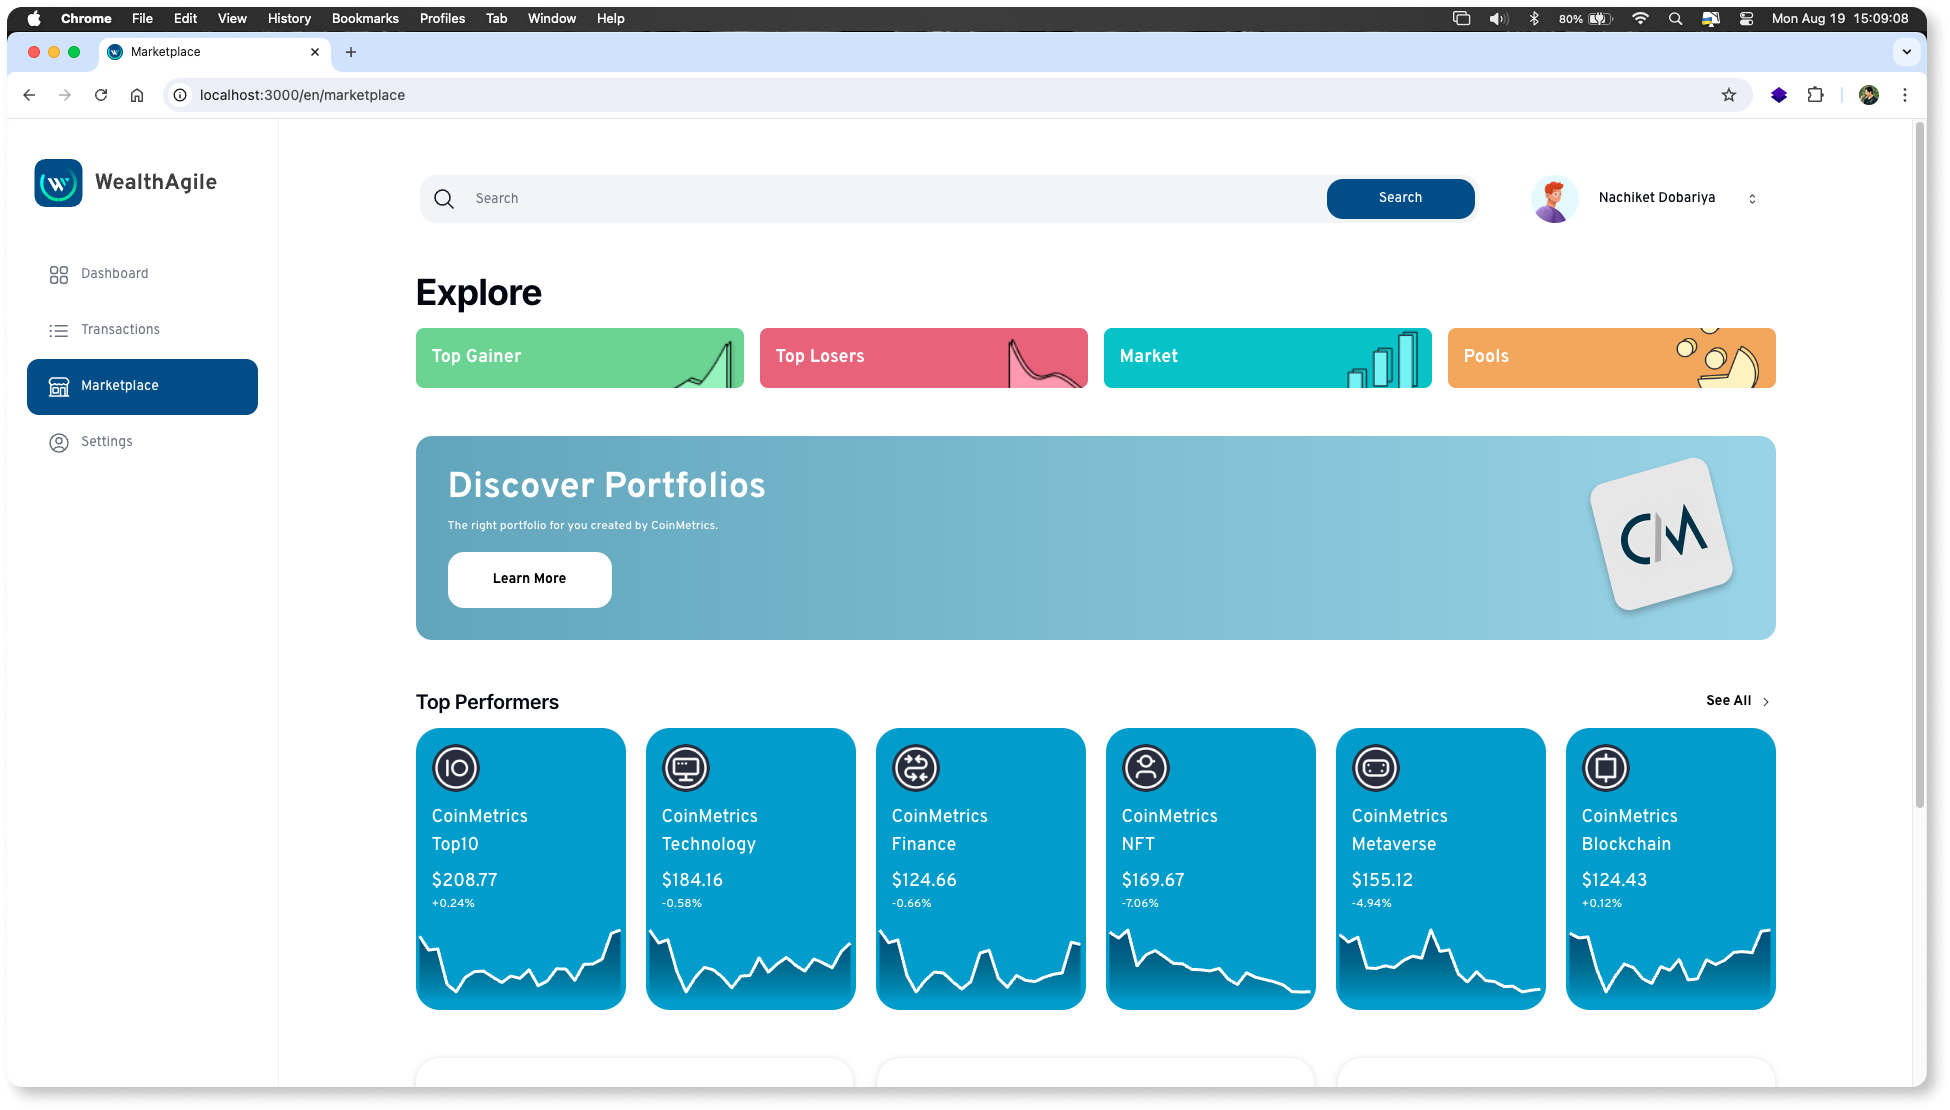 Chrome File Edit View History Bookmarks Profiles Tab Window Help 80% Mon Aug 19 15:09:08
Marketplace
localhost:3000/en/marketplace
WealthAgile
Search Search Nachiket Dobariya
Dashboard
Transactions
Marketplace
Settings
Explore
Top Gainer Top Losers Market Pools
Discover Portfolios
The right portfolio for you created by CoinMetrics.
Learn More
CM
Top Performers See All
CoinMetrics
Top10
$208.77
+0.24%
CoinMetrics
Technology
$184.16
-0.58%
CoinMetrics
Finance
$124.66
-0.66%
CoinMetrics
NFT
$169.67
-7.06%
CoinMetrics
Metaverse
$155.12
-4.94%
CoinMetrics
Blockchain
$124.43
+0.12%